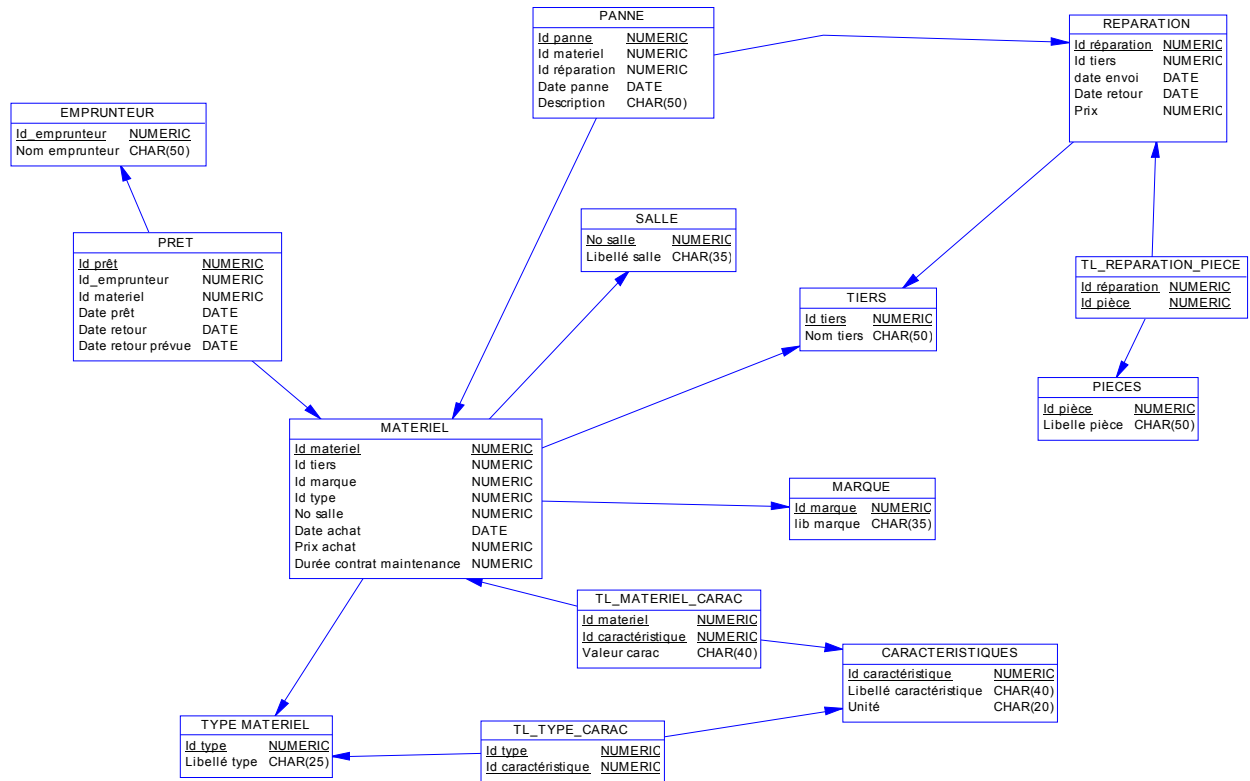 PANNE
Id panne NUMERIC
Id materiel NUMERIC
Id réparation NUMERIC
Date panne DATE
Description CHAR(50)
REPARATION
Id réparation NUMERIC
Id tiers NUMERIC
date envoi DATE
Date retour DATE
Prix NUMERIC
EMPRUNTEUR
Id_emprunteur NUMERIC
Nom emprunteur CHAR(50)
SALLE
No salle NUMERIC
Libellé salle CHAR(35)
PRET
Id prêt NUMERIC
Id_emprunteur NUMERIC
Id materiel NUMERIC
Date prêt DATE
Date retour DATE
Date retour prévue DATE
TL_REPARATION_PIECE
Id réparation NUMERIC
Id pièce NUMERIC
TIERS
Id tiers NUMERIC
Nom tiers CHAR(50)
PIECES
Id pièce NUMERIC
Libelle pièce CHAR(50)
MATERIEL
Id materiel NUMERIC
Id tiers NUMERIC
Id marque NUMERIC
Id type NUMERIC
No salle NUMERIC
Date achat DATE
Prix achat NUMERIC
Durée contrat maintenance NUMERIC
MARQUE
Id marque NUMERIC
lib marque CHAR(35)
TL_MATERIEL_CARAC
Id materiel NUMERIC
Id caractéristique NUMERIC
Valeur carac CHAR(40)
CARACTERISTIQUES
Id caractéristique NUMERIC
Libellé caractéristique CHAR(40)
Unité CHAR(20)
TYPE MATERIEL
Id type NUMERIC
Libellé type CHAR(25)
TL_TYPE_CARAC
Id type NUMERIC
Id caractéristique NUMERIC